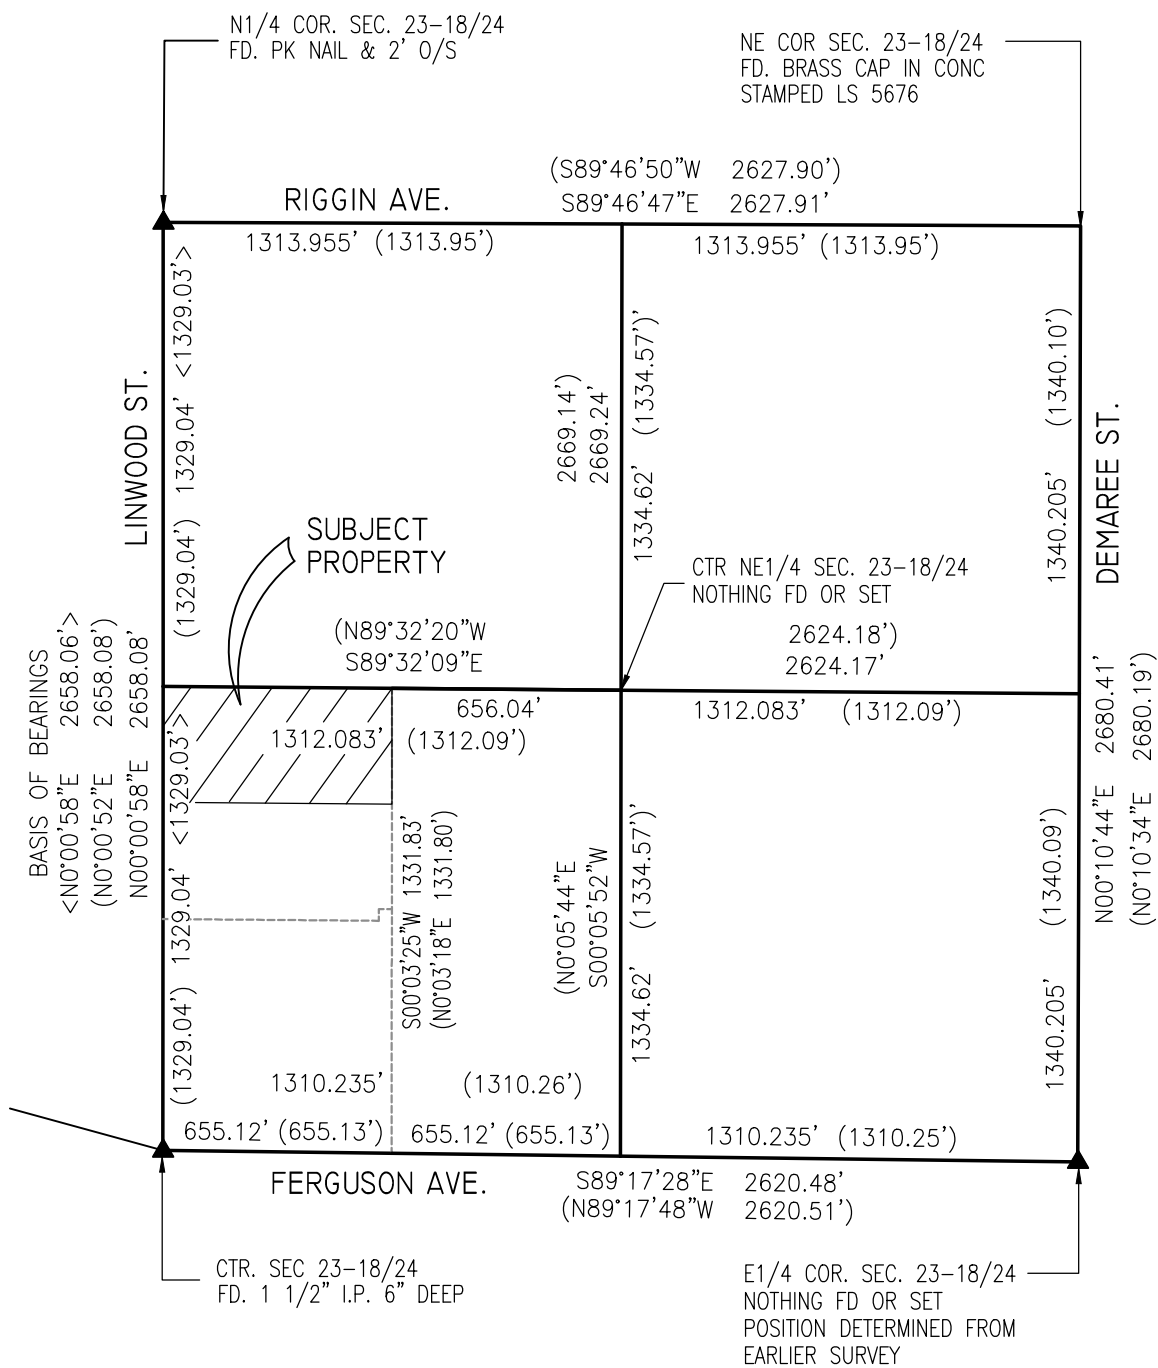 N1/4 COR. SEC. 23-18/24
FD. PK NAIL & 2' O/S
NE COR SEC. 23-18/24
FD. BRASS CAP IN CONC
STAMPED LS 5676
(S89°46'50"W 2627.90')
S89°46'47"E 2627.91'
RIGGIN AVE.
1313.955' (1313.95')
1313.955' (1313.95')
LINWOOD ST.
(1329.04') 1329.04' <1329.03'>
2669.14')
2669.24'
1334.62' (1334.57')'
1340.205' (1340.10')
DEMAREE ST.
SUBJECT
PROPERTY
CTR NE1/4 SEC. 23-18/24
NOTHING FD OR SET
(N89°32'20"W 2624.18')
S89°32'09"E 2624.17'
BASIS OF BEARINGS
<N0°00'58"E 2658.06'>
(N0°00'52"E 2658.08')
N00°00'58"E 2658.08'
656.04'
1312.083' (1312.09')
1312.083' (1312.09')
(1329.04') 1329.04' <1329.03'>
S00°03'25"W 1331.83'
(N0°03'18"E 1331.80')
(N0°05'44"E
S00°05'52"W
1334.62' (1334.57')'
1340.205' (1340.09')
N00°10'44"E 2680.41'
(N0°10'34"E 2680.19')
1310.235' (1310.26')
655.12' (655.13')
655.12' (655.13')
1310.235' (1310.25')
FERGUSON AVE.
S89°17'28"E 2620.48'
(N89°17'48"W 2620.51')
CTR. SEC 23-18/24
FD. 1 1/2" I.P. 6" DEEP
E1/4 COR. SEC. 23-18/24
NOTHING FD OR SET
POSITION DETERMINED FROM
EARLIER SURVEY